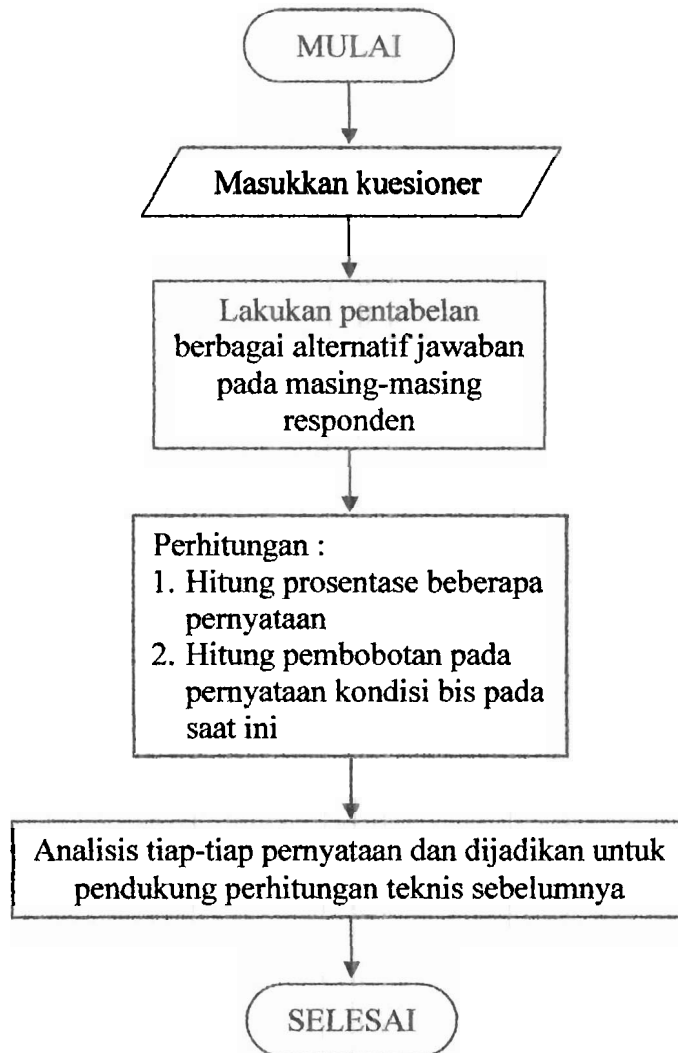 MULAI
Masukkan kuesioner
Lakukan pentabelan
berbagai alternatif jawaban
pada masing-masing
responden
Perhitungan :
1. Hitung prosentase beberapa
pernyataan
2. Hitung pembobotan pada
pernyataan kondisi bis pada
saat ini
Analisis tiap-tiap pernyataan dan dijadikan untuk
pendukung perhitungan teknis sebelumnya
SELESAI